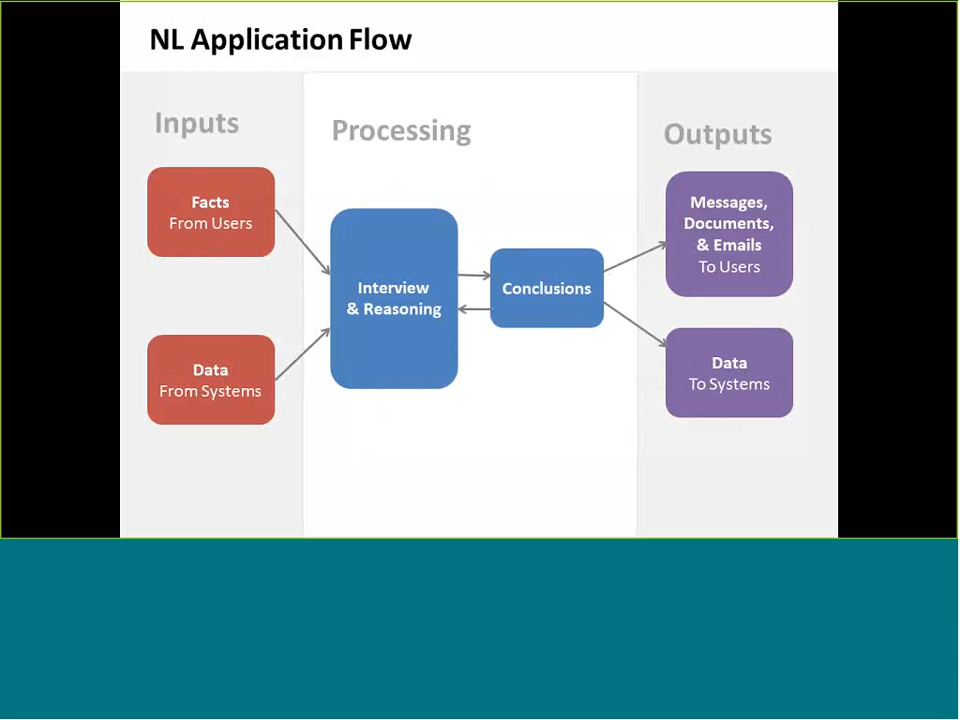 NL Application Flow
Inputs
Processing
Outputs
Facts
From Users
Data
From Systems
Interview
& Reasoning
Conclusions
Messages,
Documents,
& Emails
To Users
Data
To Systems